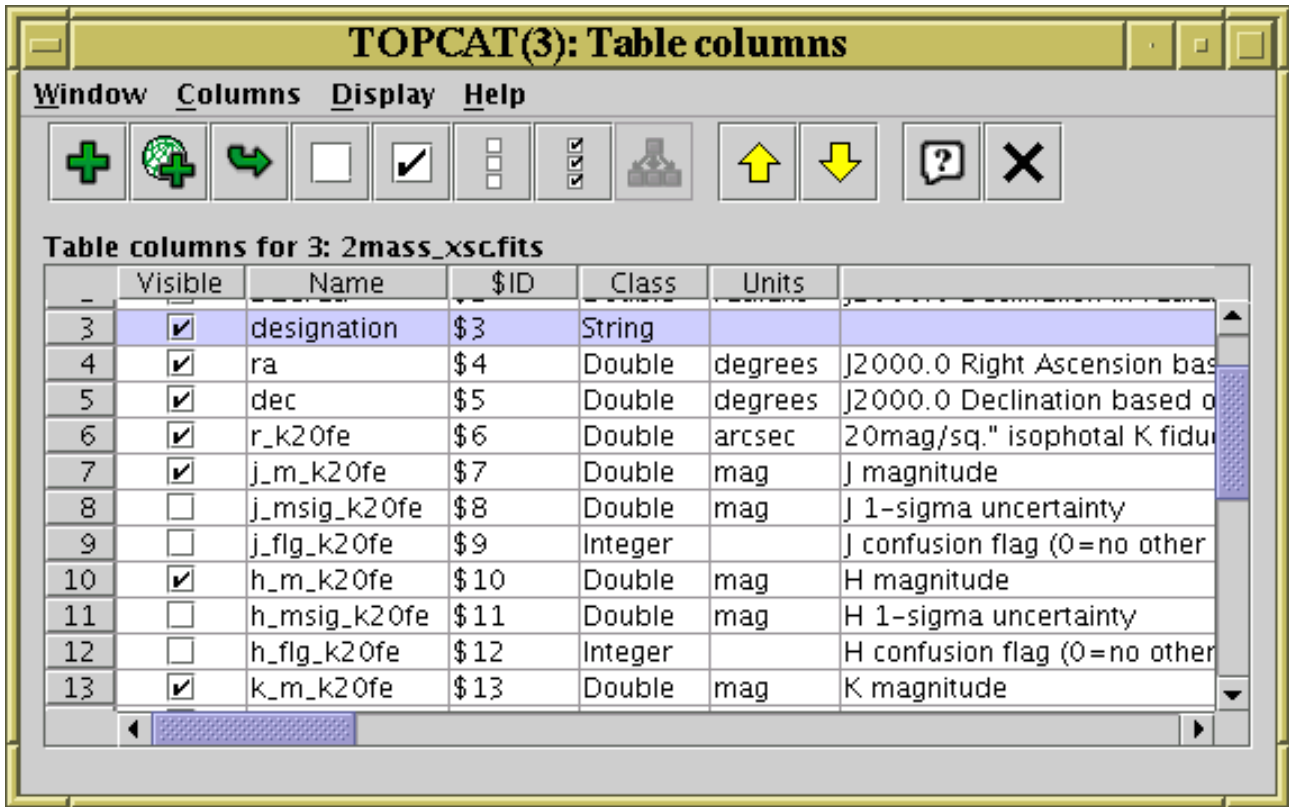 TOPCAT(3): Table columns
Window Columns Display Help
Table columns for 3: 2mass_xsc.fits
Visible Name $ID Class Units
3 designation $3 String
4 ra $4 Double degrees J2000.0 Right Ascension bas
5 dec $5 Double degrees J2000.0 Declination based o
6 r_k20fe $6 Double arcsec 20mag/sq." isophotal K fidu
7 j_m_k20fe $7 Double mag J magnitude
8 j_msig_k20fe $8 Double mag J 1-sigma uncertainty
9 j_flg_k20fe $9 Integer J confusion flag (0=no other
10 h_m_k20fe $10 Double mag H magnitude
11 h_msig_k20fe $11 Double mag H 1-sigma uncertainty
12 h_flg_k20fe $12 Integer H confusion flag (0=no other
13 k_m_k20fe $13 Double mag K magnitude